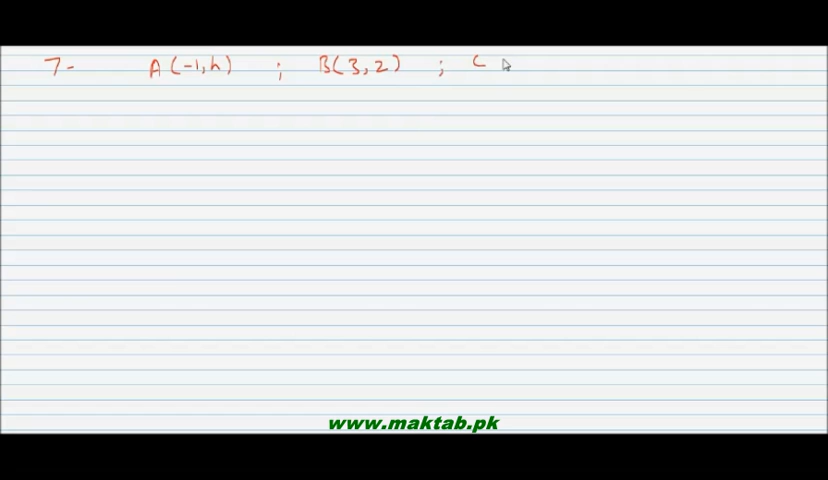 7- A(-1,h) ; B(3,2) ; C
www.maktab.pk